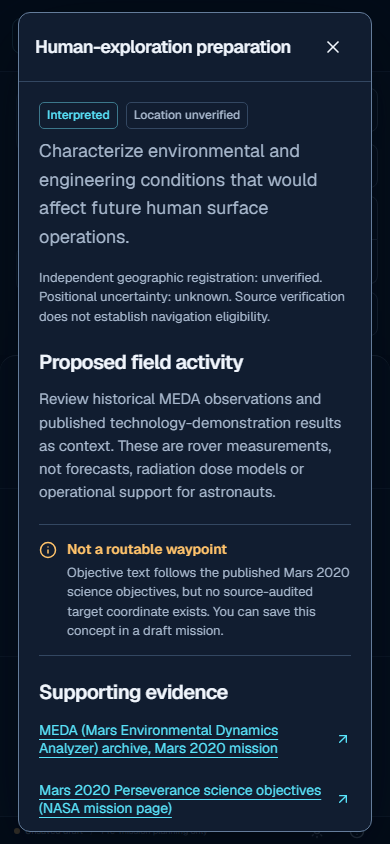 Human-exploration preparation
Interpreted
Location unverified
Characterize environmental and
engineering conditions that would
affect future human surface
operations.
Independent geographic registration: unverified.
Positional uncertainty: unknown. Source verification
does not establish navigation eligibility.
Proposed field activity
Review historical MEDA observations and
published technology-demonstration results
as context. These are rover measurements,
not forecasts, radiation dose models or
operational support for astronauts.
Not a routable waypoint
Objective text follows the published Mars 2020
science objectives, but no source-audited
target coordinate exists. You can save this
concept in a draft mission.
Supporting evidence
MEDA (Mars Environmental Dynamics
Analyzer) archive, Mars 2020 mission
Mars 2020 Perseverance science objectives
(NASA mission page)